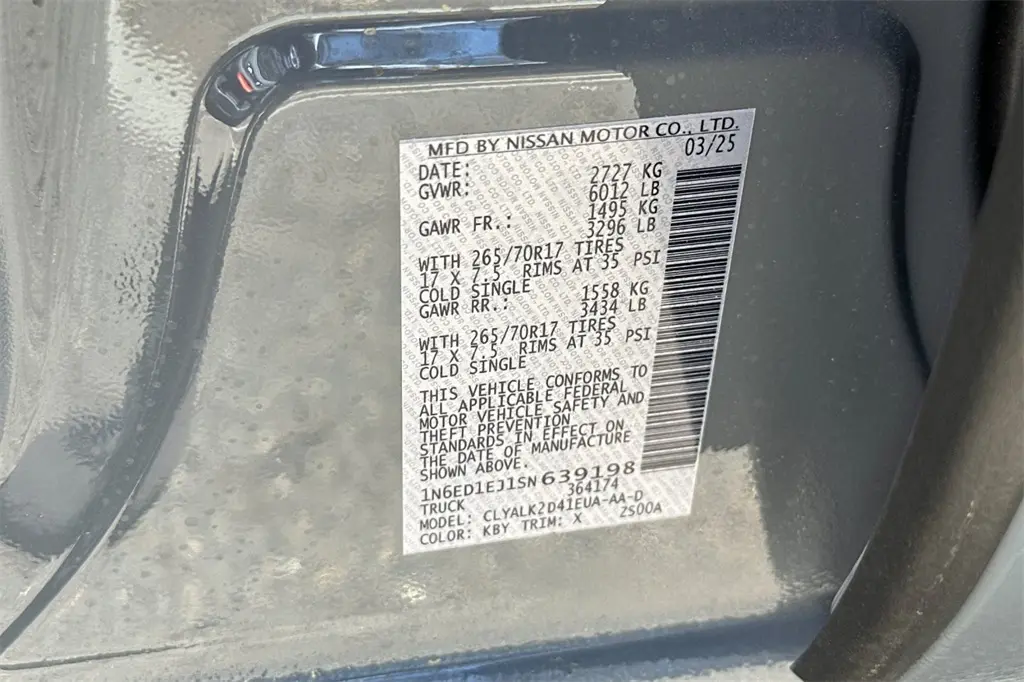 MFD BY NISSAN MOTOR CO., LTD.
DATE: 03/25
GVWR: 2727 KG
6012 LB
GAWR FR.: 1495 KG
3296 LB
WITH 265/70R17 TIRES
17 X 7.5 RIMS AT 35 PSI
COLD SINGLE
GAWR RR.: 1558 KG
3434 LB
WITH 265/70R17 TIRES
17 X 7.5 RIMS AT 35 PSI
COLD SINGLE
THIS VEHICLE CONFORMS TO
ALL APPLICABLE FEDERAL
MOTOR VEHICLE SAFETY AND
THEFT PREVENTION
STANDARDS IN EFFECT ON
THE DATE OF MANUFACTURE
SHOWN ABOVE.
1N6ED1EJ1SN639198
TRUCK 364174
MODEL: CLYALK2D41EUA-AA-D
COLOR: KBY TRIM: X 2S00A